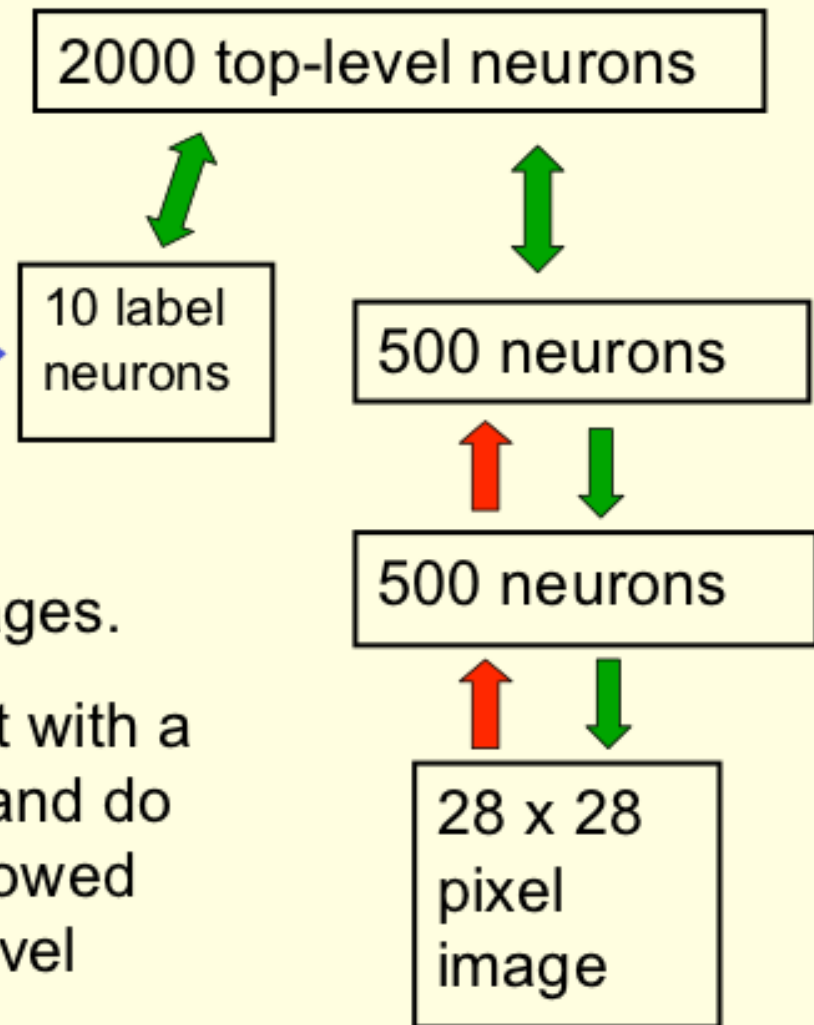 2000 top-level neurons
10 label
neurons
500 neurons
500 neurons
28 x 28
pixel
image
ges.
t with a
and do
owed
vel